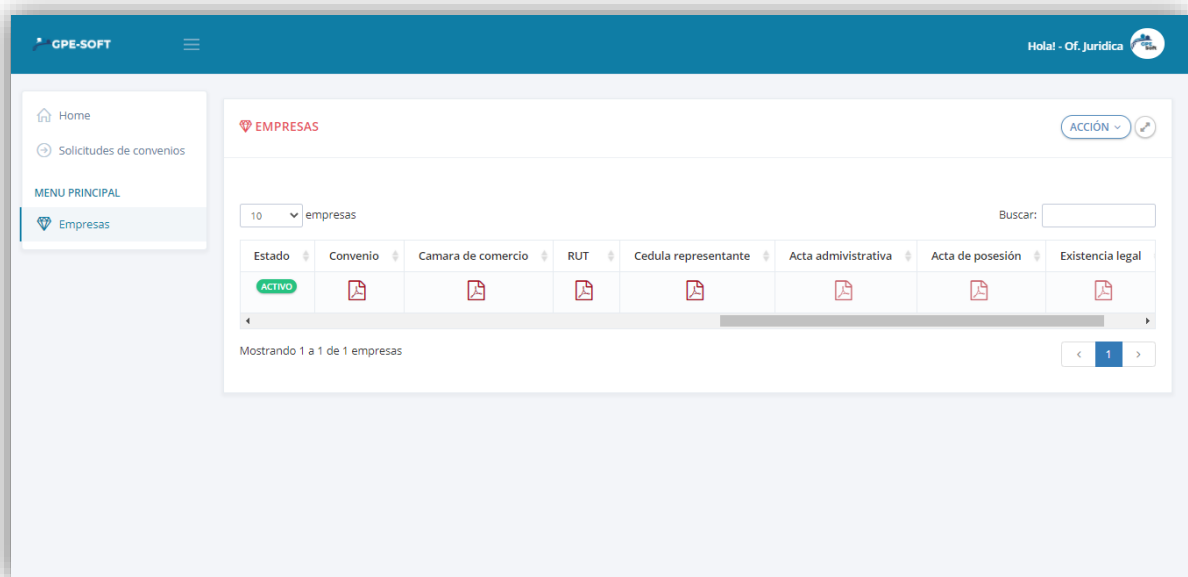 GPE-SOFT
Hola! - Of. Juridica
Home
Solicitudes de convenios
MENU PRINCIPAL
Empresas
EMPRESAS
ACCIÓN
10 empresas
Buscar:
Estado Convenio Camara de comercio RUT Cedula representante Acta admivistrativa Acta de posesión Existencia legal
ACTIVO
Mostrando 1 a 1 de 1 empresas
< 1 >